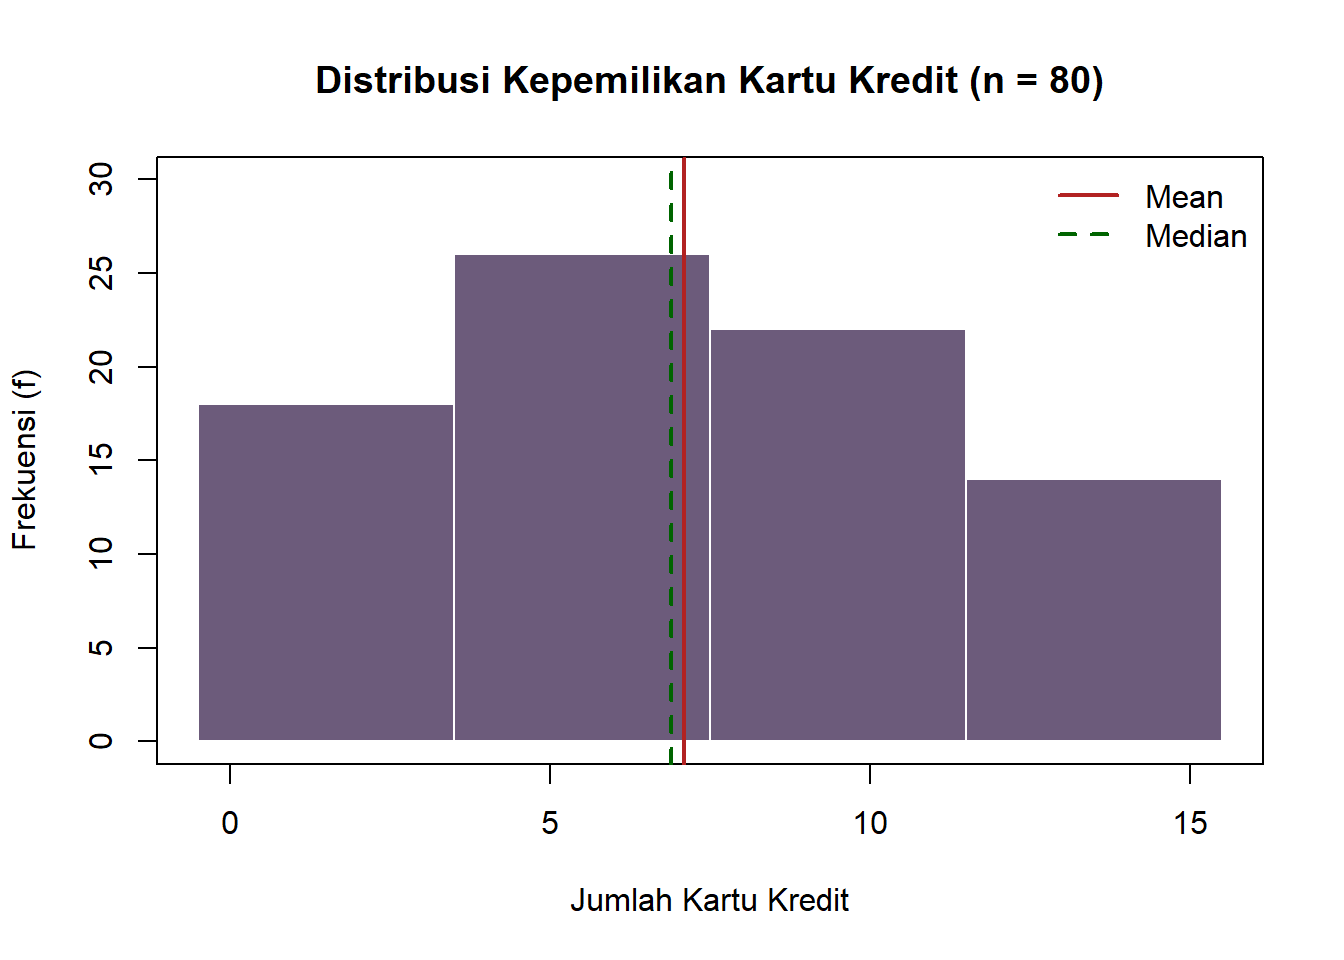 Distribusi Kepemilikan Kartu Kredit (n = 80)
Mean
Median
Frekuensi (f)
30
25
20
15
10
5
0
0 5 10 15
Jumlah Kartu Kredit